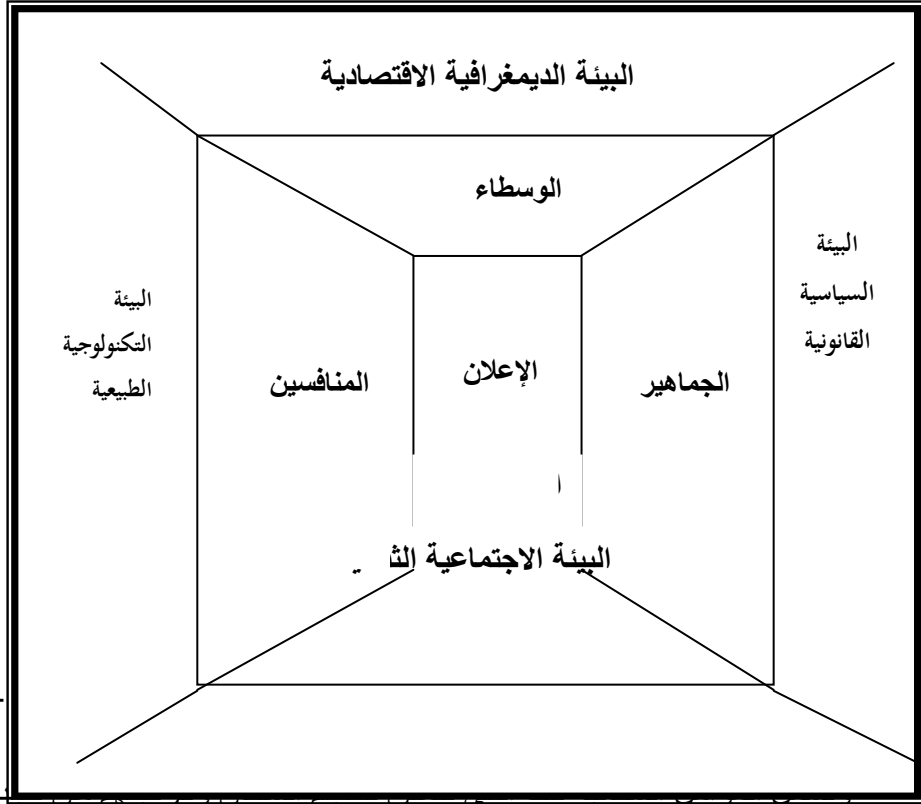 البيئة الديمغرافية الاقتصادية
الوسطاء
البيئة
السياسية
القانونية
الجماهير
الإعلان
المنافسين
البيئة
التكنولوجية
الطبيعية
البيئة الاجتماعية